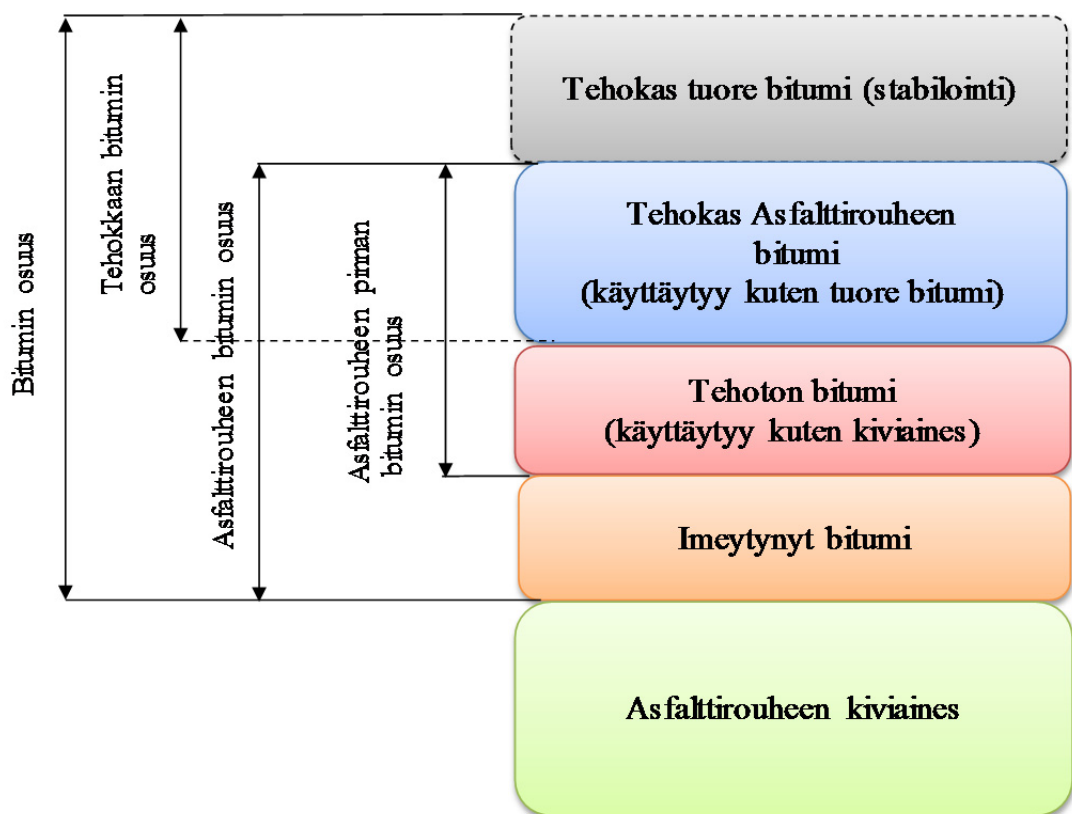 Bitumin osuus
Tehokkaan bitumin
osuus
Asfalttirouheen bitumin osuus
Asfalttirouheen pinnan
bitumin osuus
Tehokas tuore bitumi (stabilointi)
Tehokas Asfalttirouheen
bitumi
(käyttäytyy kuten tuore bitumi)
Tehoton bitumi
(käyttäytyy kuten kiviaines)
Imeytynyt bitumi
Asfalttirouheen kiviaines